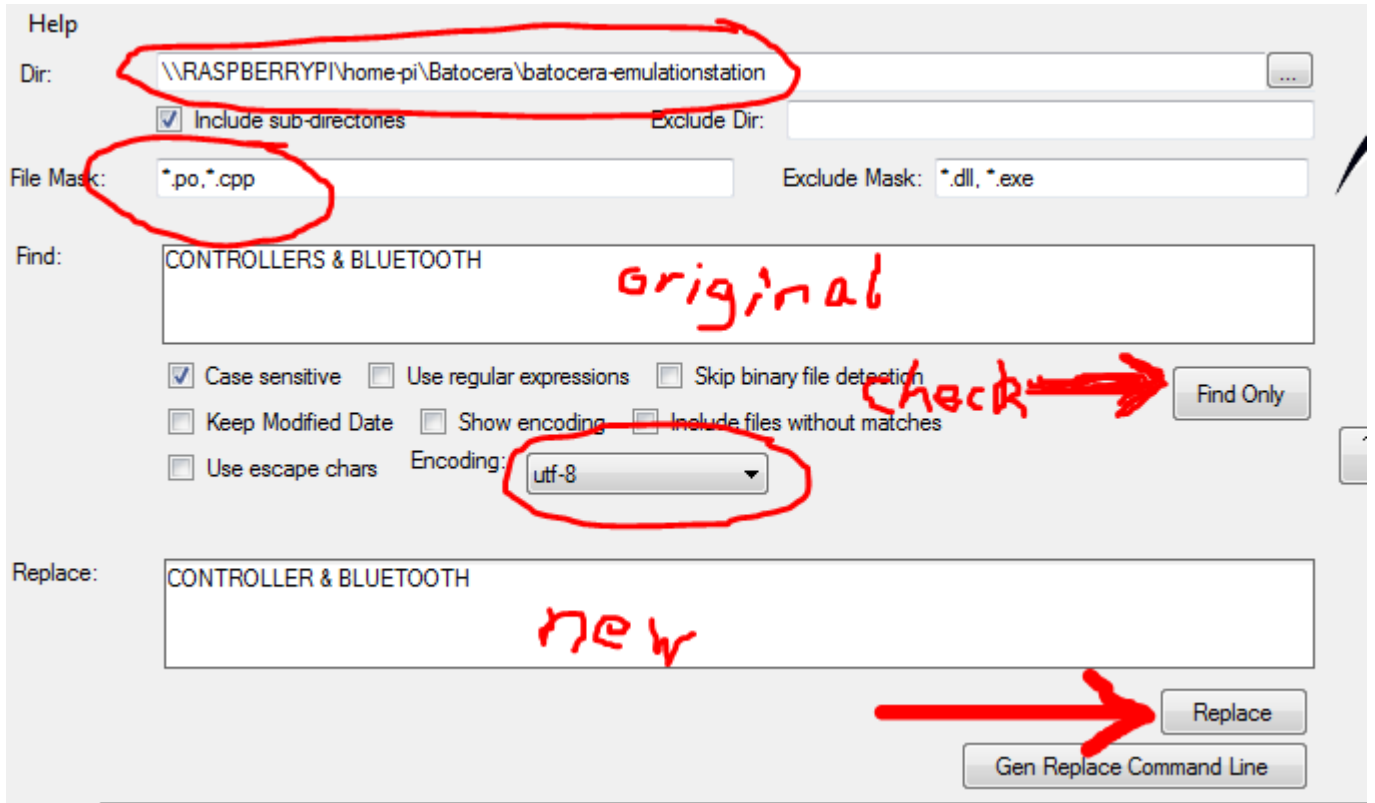 Help
Dir: \\RASPBERRYPI\home-pi\Batocera\batocera-emulationstation ...
Include sub-directories Exclude Dir:
File Mask: *.po,*.cpp Exclude Mask: *.dll, *.exe
Find: CONTROLLERS & BLUETOOTH
original
Case sensitive Use regular expressions Skip binary file detection
check Find Only
Keep Modified Date Show encoding Include files without matches
Use escape chars Encoding: utf-8
Replace: CONTROLLER & BLUETOOTH
new
Replace
Gen Replace Command Line